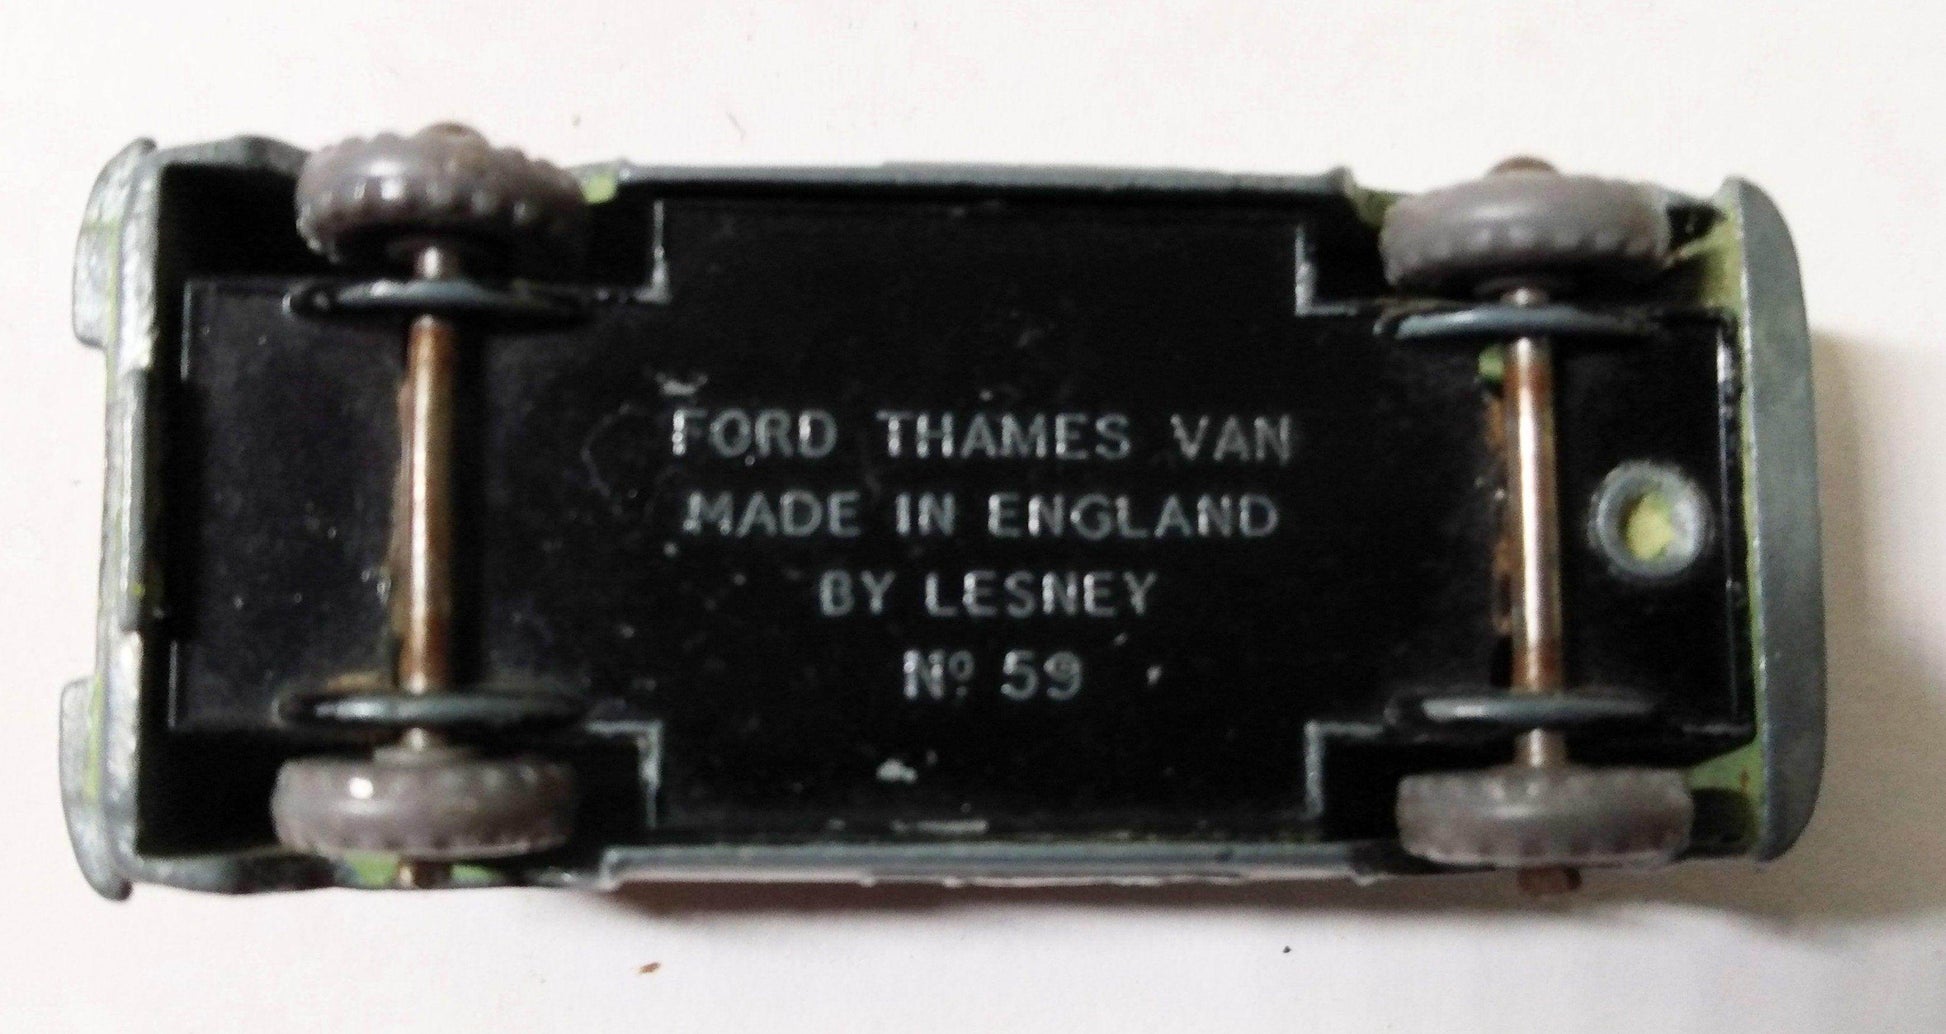 FORD THAMES VAN
MADE IN ENGLAND
BY LESNEY
Nº 59